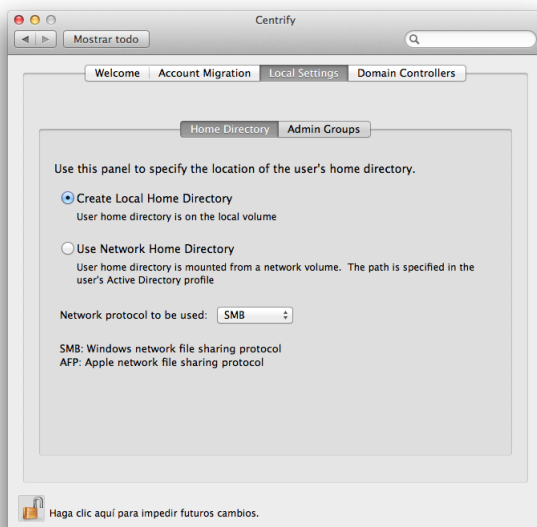 Centrify
Mostrar todo
Welcome Account Migration Local Settings Domain Controllers
Home Directory Admin Groups
Use this panel to specify the location of the user's home directory.
Create Local Home Directory
User home directory is on the local volume
Use Network Home Directory
User home directory is mounted from a network volume. The path is specified in the
user's Active Directory profile
Network protocol to be used: SMB
SMB: Windows network file sharing protocol
AFP: Apple network file sharing protocol
Haga clic aquí para impedir futuros cambios.